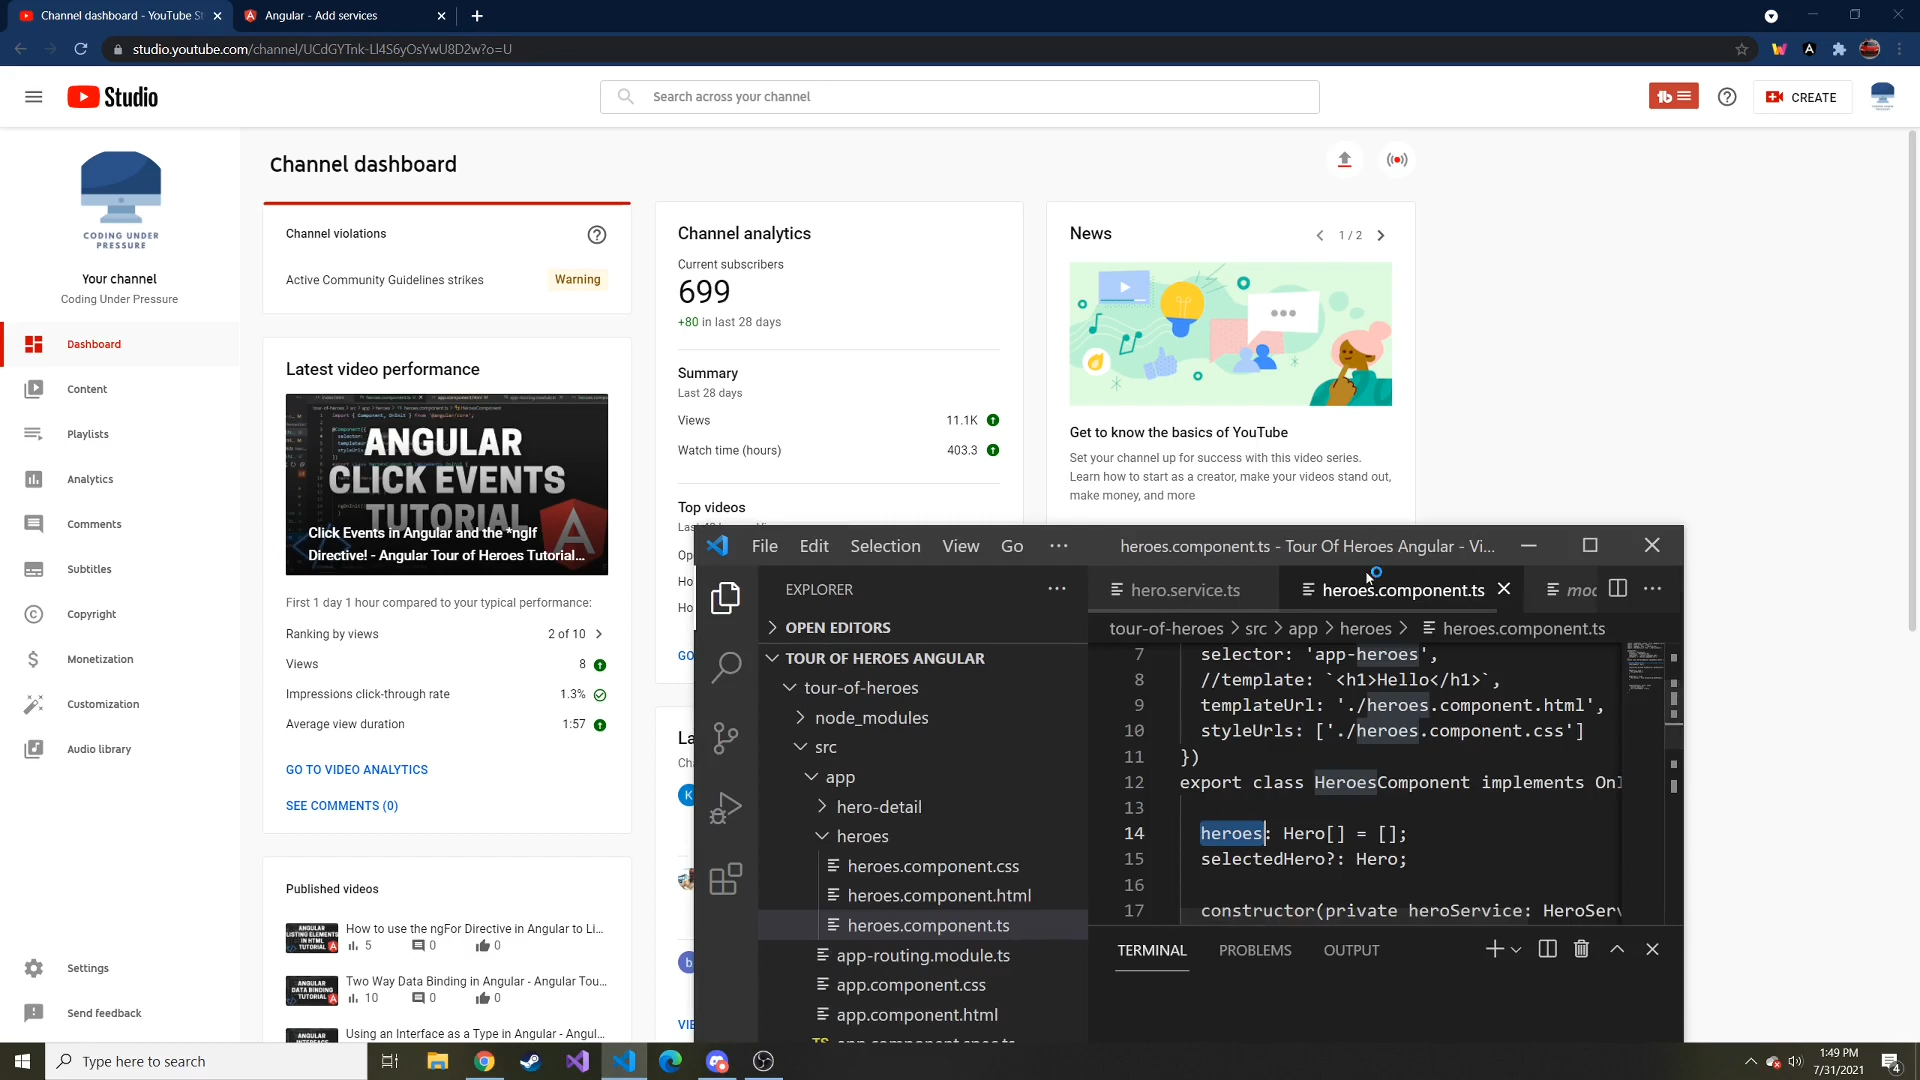 Channel dashboard - YouTube St
Angular - Add services
studio.youtube.com/channel/UCdGYTnk-Ll4S6yOsYwU8D2w?o=U
Studio
Search across your channel
CREATE
CODING UNDER
PRESSURE
Your channel
Coding Under Pressure
Dashboard
Content
Playlists
Analytics
Comments
Subtitles
Copyright
Monetization
Customization
Audio library
Settings
Send feedback
Channel dashboard
Channel violations
Active Community Guidelines strikes
Warning
Latest video performance
ANGULAR
CLICK EVENTS
TUTORIAL
Click Events in Angular and the *ngIf
Directive! - Angular Tour of Heroes Tutorial...
First 1 day 1 hour compared to your typical performance:
Ranking by views 2 of 10
Views 8
Impressions click-through rate 1.3%
Average view duration 1:57
GO TO VIDEO ANALYTICS
SEE COMMENTS (0)
Published videos
How to use the ngFor Directive in Angular to Li...
5 0 0
Two Way Data Binding in Angular - Angular Tou...
10 0 0
Using an Interface as a Type in Angular - Angul...
Channel analytics
Current subscribers
699
+80 in last 28 days
Summary
Last 28 days
Views 11.1K
Watch time (hours) 403.3
Top videos
Op
Ho
Ho
GO
La
VIE
News
1 / 2
Get to know the basics of YouTube
Set your channel up for success with this video series.
Learn how to start as a creator, make your videos stand out,
make money, and more
File Edit Selection View Go
heroes.component.ts - Tour Of Heroes Angular - Vi...
EXPLORER
OPEN EDITORS
TOUR OF HEROES ANGULAR
tour-of-heroes
node_modules
src
app
hero-detail
heroes
heroes.component.css
heroes.component.html
heroes.component.ts
app-routing.module.ts
app.component.css
app.component.html
hero.service.ts
heroes.component.ts
moc
tour-of-heroes > src > app > heroes > heroes.component.ts
7 selector: 'app-heroes',
8 //template: `<h1>Hello</h1>`,
9 templateUrl: './heroes.component.html',
10 styleUrls: ['./heroes.component.css']
11 })
12 export class HeroesComponent implements OnI
13
14 heroes: Hero[] = [];
15 selectedHero?: Hero;
16
17 constructor(private heroService: HeroServ
TERMINAL PROBLEMS OUTPUT
Type here to search
1:49 PM
7/31/2021
4